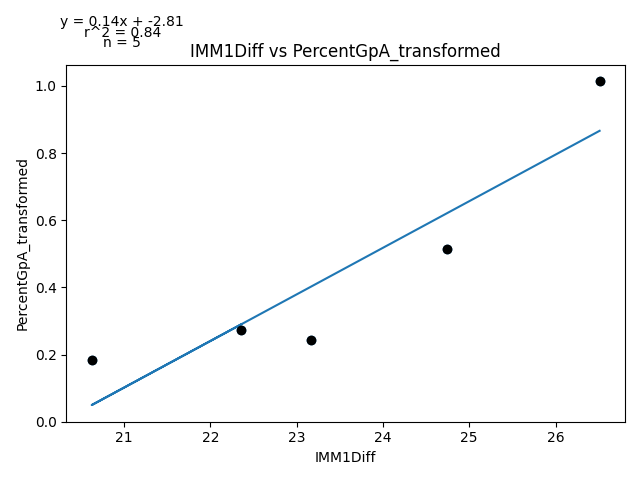 y = 0.14x + -2.81
r^2 = 0.84
n = 5
IMM1Diff vs PercentGpA_transformed
PercentGpA_transformed
1.0
0.8
0.6
0.4
0.2
0.0
21 22 23 24 25 26
IMM1Diff